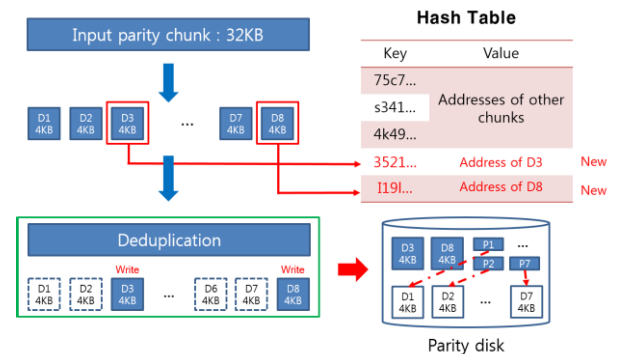 Input parity chunk : 32KB
D1
4KB
D2
4KB
D3
4KB
...
D7
4KB
D8
4KB
Hash Table
Key Value
75c7...
s341...
4k49...
Addresses of other
chunks
3521... Address of D3 New
I19l... Address of D8 New
Deduplication
Write Write
D1
4KB
D2
4KB
D3
4KB
...
D6
4KB
D7
4KB
D8
4KB
D3
4KB
D8
4KB
P1 ...
P2 P7
D1
4KB
D2
4KB
...
D7
4KB
Parity disk